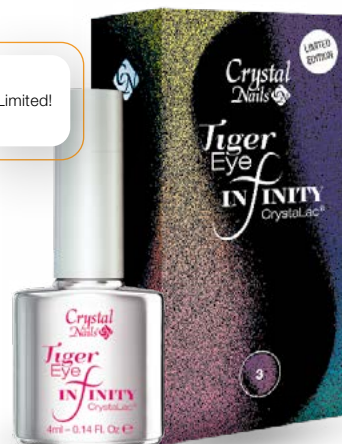 Limited!
LIMITED
EDITION
CN
Crystal
Nails
Tiger
Eye
INFINITY
CrystaLac®
3
Crystal
Nails
Tiger
Eye
INFINITY
CrystaLac®
4ml – 0.14 FL Oz ℮